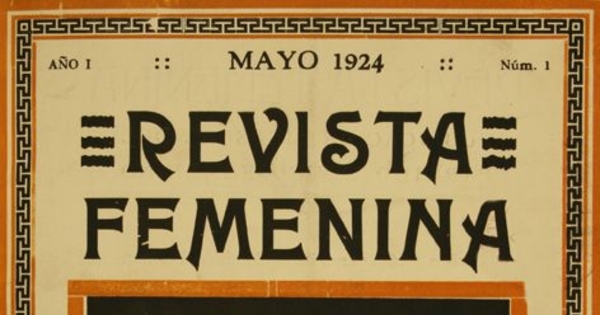 AÑO I :: MAYO 1924 :: Núm. 1
REVISTA
FEMENINA